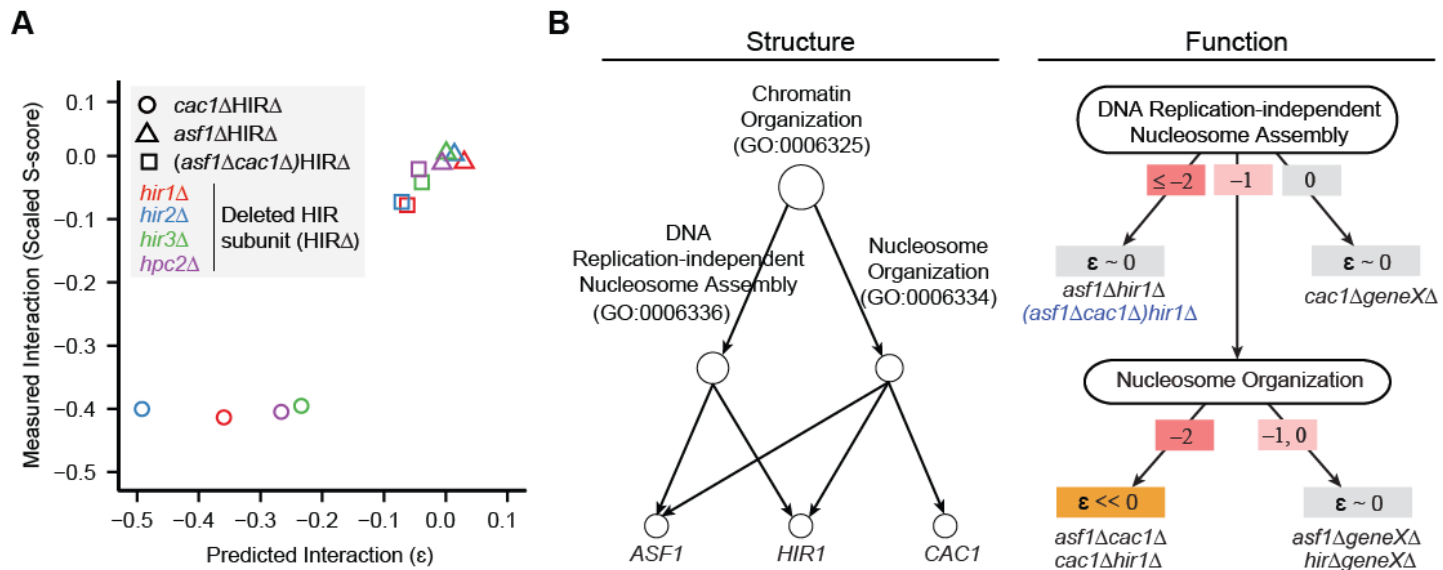 A
Measured Interaction (Scaled S-score)
0.1
0.0
−0.1
−0.2
−0.3
−0.4
−0.5
cac1ΔHIRΔ
asf1ΔHIRΔ
(asf1Δcac1Δ)HIRΔ
hir1Δ
hir2Δ
hir3Δ
hpc2Δ
Deleted HIR
subunit (HIRΔ)
−0.5 −0.4 −0.3 −0.2 −0.1 0.0 0.1
Predicted Interaction (ε)
B
Structure
Chromatin
Organization
(GO:0006325)
DNA
Replication-independent
Nucleosome Assembly
(GO:0006336)
Nucleosome
Organization
(GO:0006334)
ASF1 HIR1 CAC1
Function
DNA Replication-independent
Nucleosome Assembly
≤ −2 −1 0
ε ~ 0
asf1Δhir1Δ
(asf1Δcac1Δ)hir1Δ
ε ~ 0
cac1ΔgeneXΔ
Nucleosome Organization
−2 −1, 0
ε << 0
asf1Δcac1Δ
cac1Δhir1Δ
ε ~ 0
asf1ΔgeneXΔ
hirΔgeneXΔ